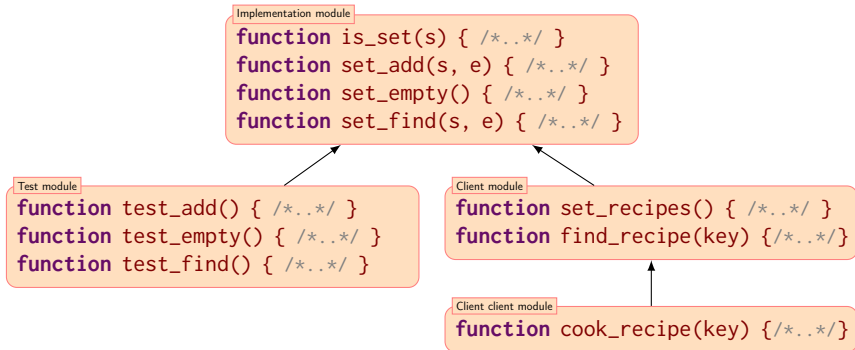 Implementation module
function is_set(s) { /*..*/ }
function set_add(s, e) { /*..*/ }
function set_empty() { /*..*/ }
function set_find(s, e) { /*..*/ }
Test module
function test_add() { /*..*/ }
function test_empty() { /*..*/ }
function test_find() { /*..*/ }
Client module
function set_recipes() { /*..*/ }
function find_recipe(key) {/*..*/}
Client client module
function cook_recipe(key) {/*..*/}